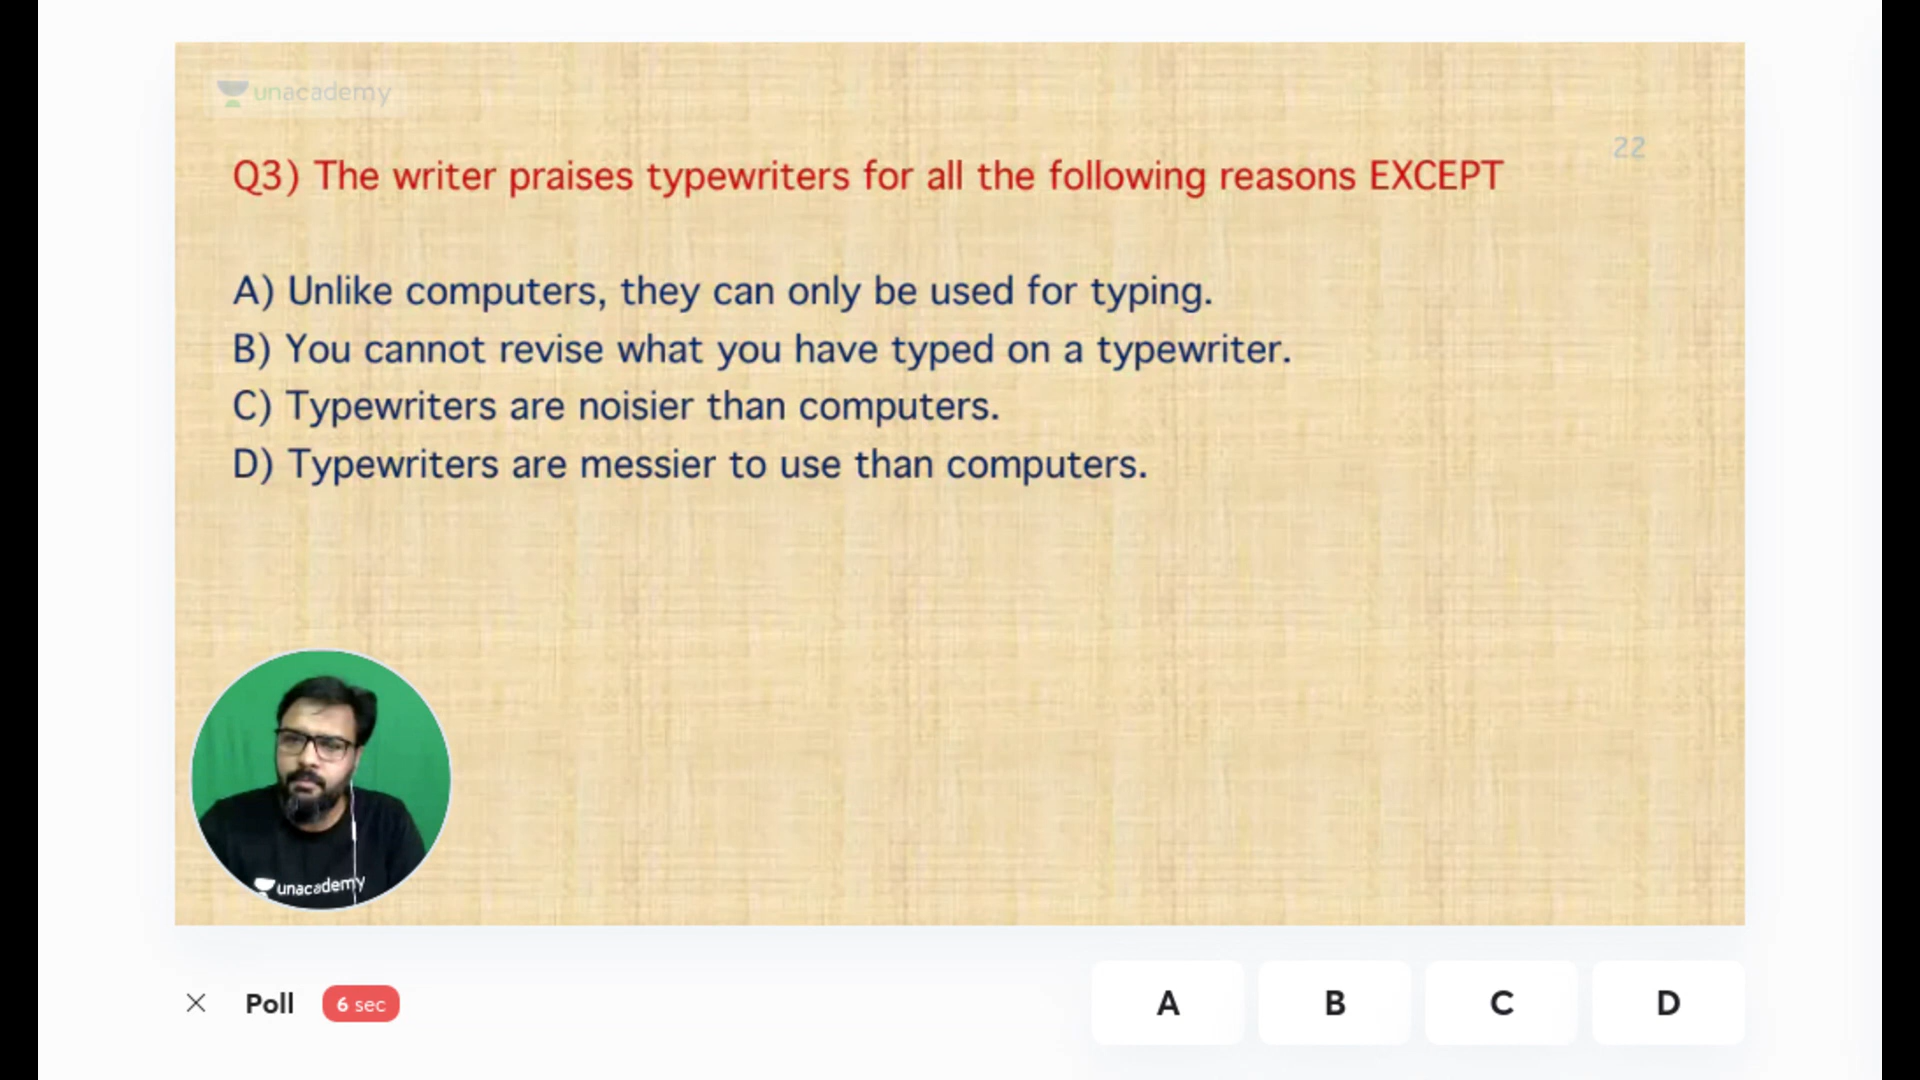 unacademy
22
Q3) The writer praises typewriters for all the following reasons EXCEPT
A) Unlike computers, they can only be used for typing.
B) You cannot revise what you have typed on a typewriter.
C) Typewriters are noisier than computers.
D) Typewriters are messier to use than computers.
unacademy
Poll 6 sec A B C D